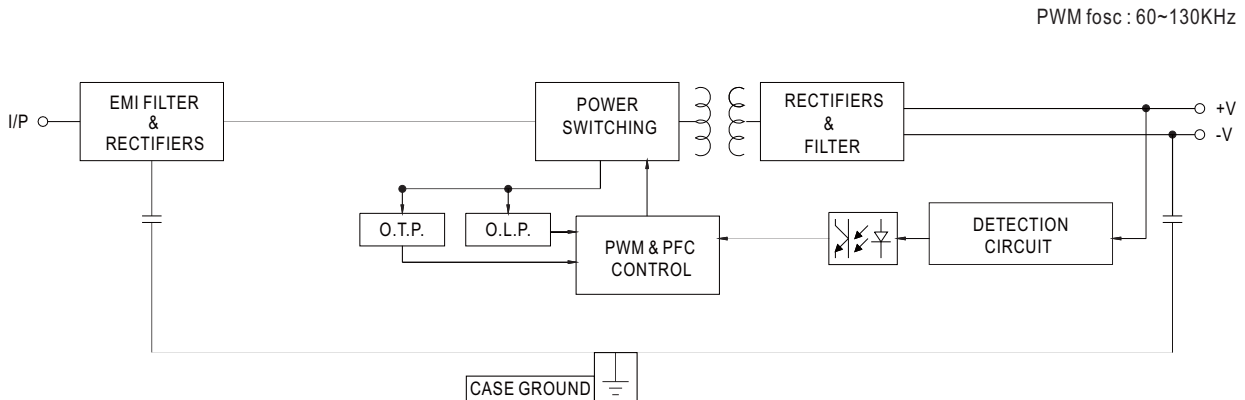 PWM fosc : 60~130KHz
I/P
EMI FILTER
&
RECTIFIERS
POWER
SWITCHING
RECTIFIERS
&
FILTER
+V
-V
O.T.P.
O.L.P.
PWM & PFC
CONTROL
DETECTION
CIRCUIT
CASE GROUND